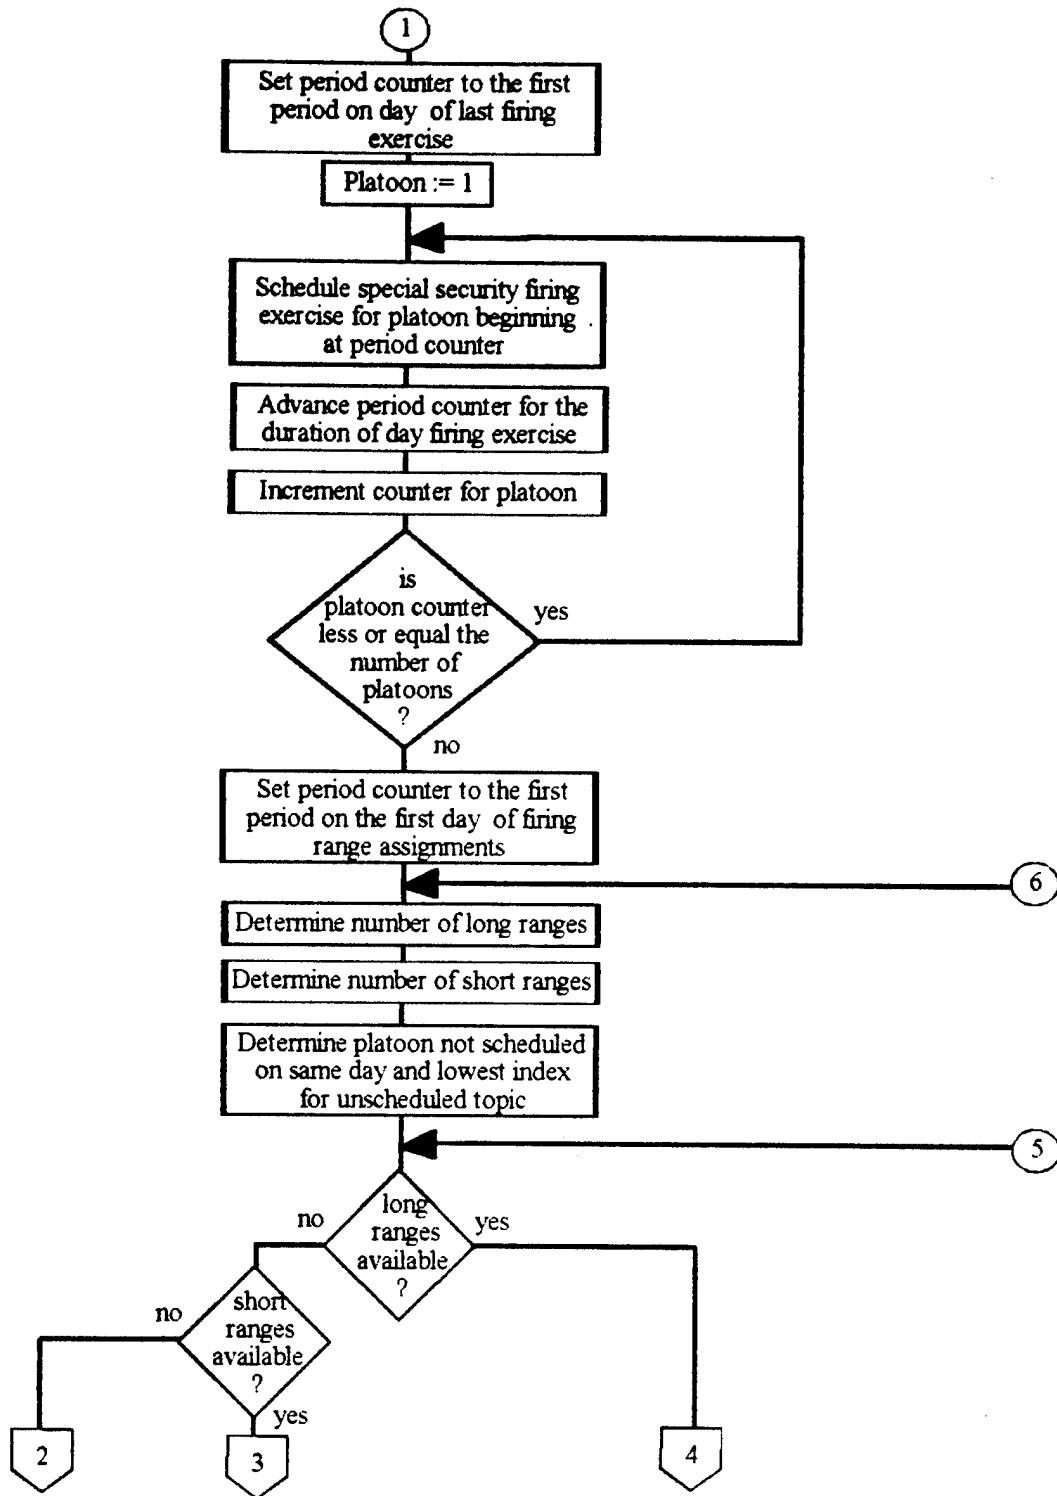 1
Set period counter to the first
period on day of last firing
exercise
Platoon := 1
Schedule special security firing
exercise for platoon beginning
at period counter
Advance period counter for the
duration of day firing exercise
Increment counter for platoon
is
platoon counter
less or equal the
number of
platoons
?
yes
no
Set period counter to the first
period on the first day of firing
range assignments
6
Determine number of long ranges
Determine number of short ranges
Determine platoon not scheduled
on same day and lowest index
for unscheduled topic
5
long
ranges
available
?
no
yes
short
ranges
available
?
no
yes
2
3
4